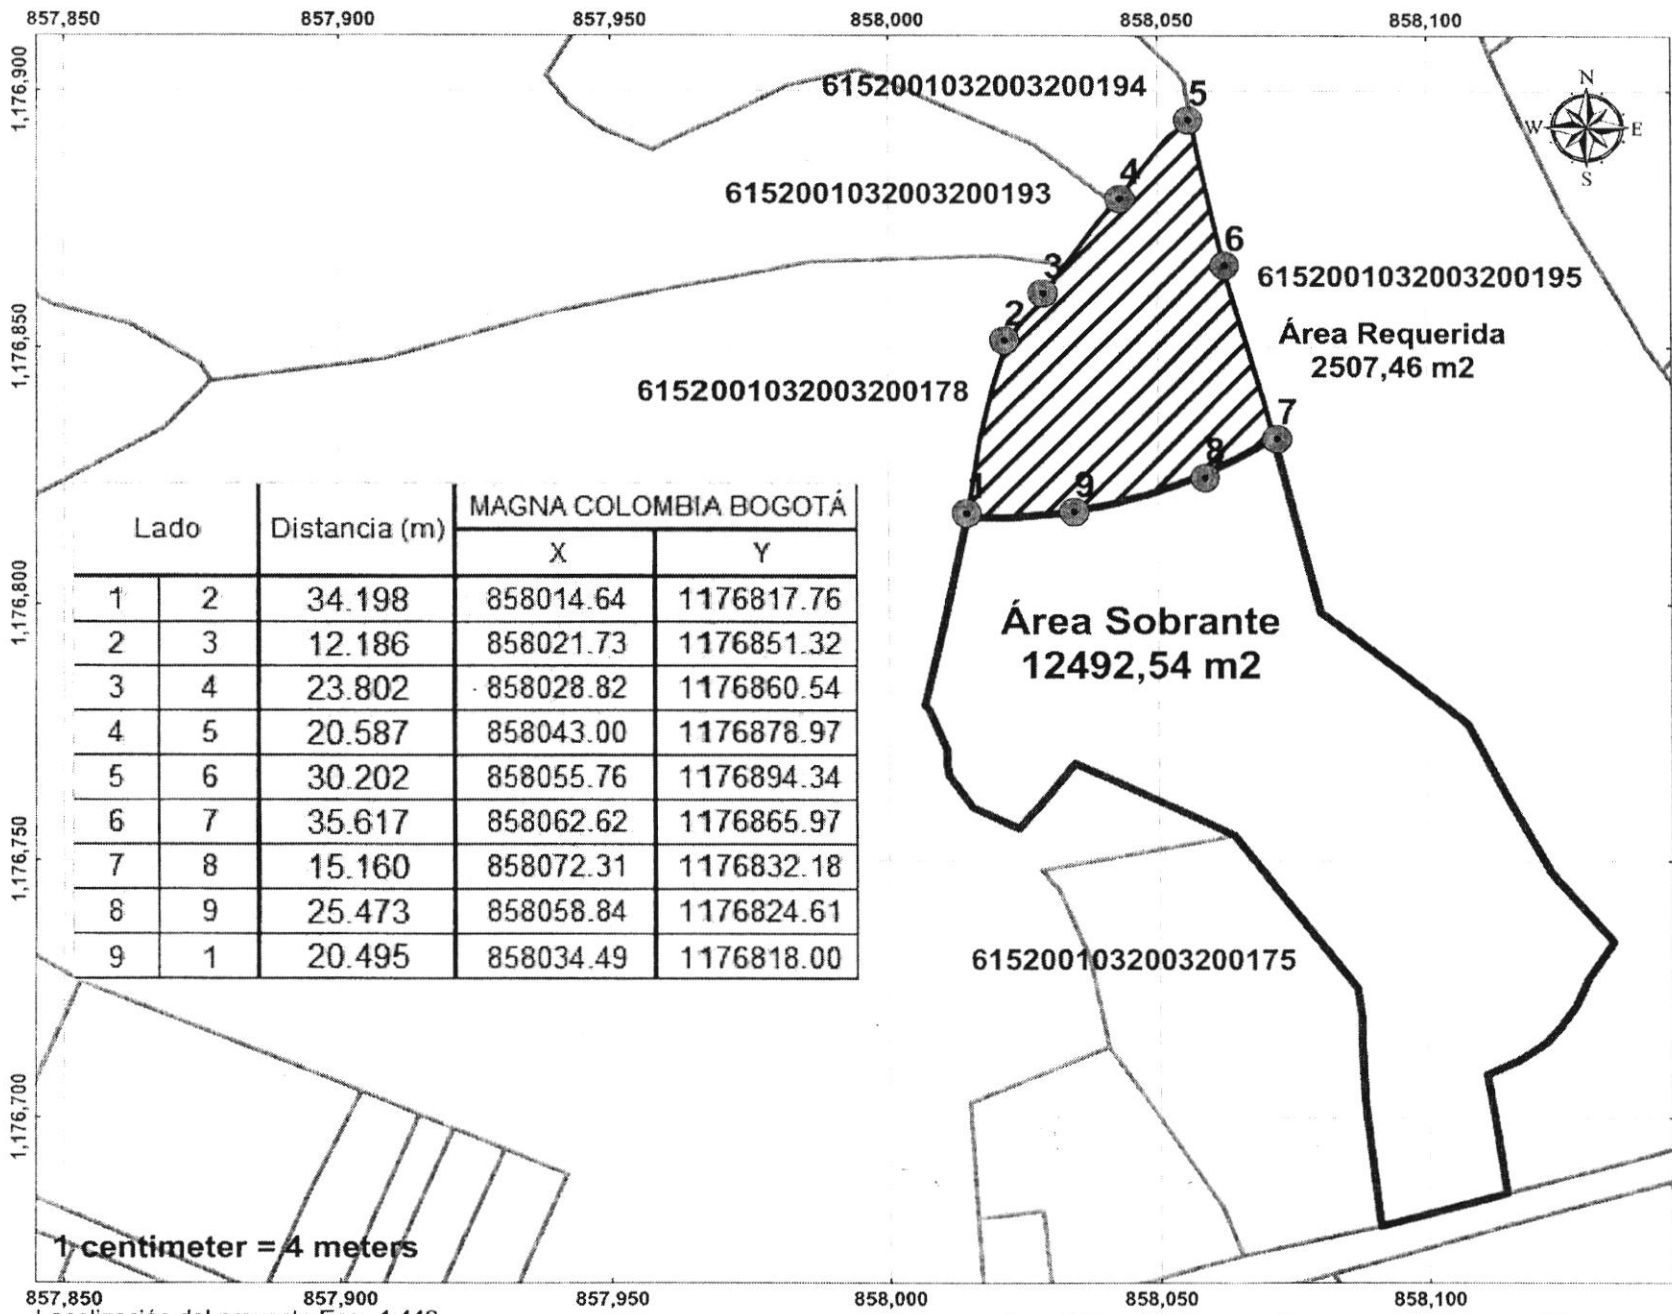 857,850 857,900 857,950 858,000 858,050 858,100
1,176,900
1,176,850
1,176,800
1,176,750
1,176,700
N
W E
S
6152001032003200194
5
4
6152001032003200193
6
6152001032003200195
3
2
Área Requerida
2507,46 m2
6152001032003200178
7
8
1
9
Lado Distancia (m) MAGNA COLOMBIA BOGOTÁ
X Y
1 2 34.198 858014.64 1176817.76
2 3 12.186 858021.73 1176851.32
3 4 23.802 858028.82 1176860.54
4 5 20.587 858043.00 1176878.97
5 6 30.202 858055.76 1176894.34
6 7 35.617 858062.62 1176865.97
7 8 15.160 858072.31 1176832.18
8 9 25.473 858058.84 1176824.61
9 1 20.495 858034.49 1176818.00
Área Sobrante
12492,54 m2
6152001032003200175
1 centimeter = 4 meters
857,850 857,900 857,950 858,000 858,050 858,100